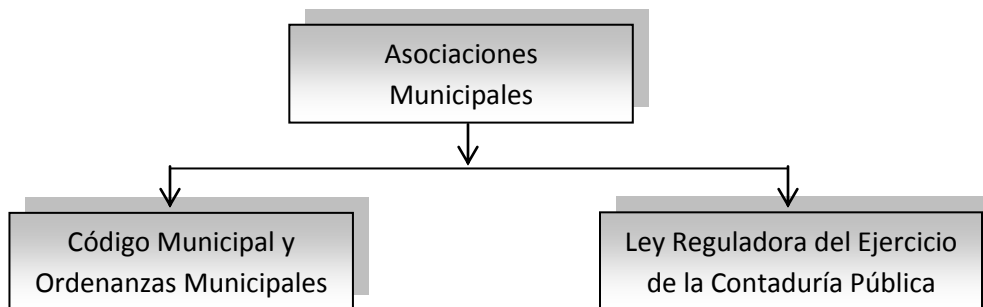 Asociaciones
Municipales
Código Municipal y
Ordenanzas Municipales
Ley Reguladora del Ejercicio
de la Contaduría Pública